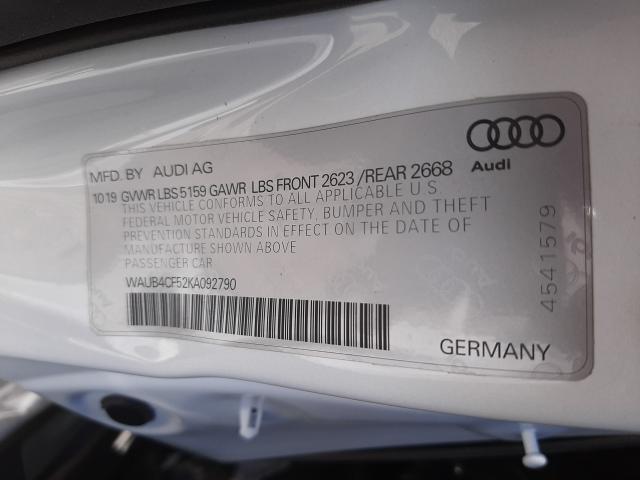 MFD. BY AUDI AG
10 19 GVWR LBS 5159 GAWR LBS FRONT 2623 /REAR 2668
THIS VEHICLE CONFORMS TO ALL APPLICABLE U S
FEDERAL MOTOR VEHICLE SAFETY, BUMPER AND THEFT
PREVENTION STANDARDS IN EFFECT ON THE DATE OF
MANUFACTURE SHOWN ABOVE
PASSENGER CAR
WAUB4CF52KA092790
Audi
4541579
GERMANY